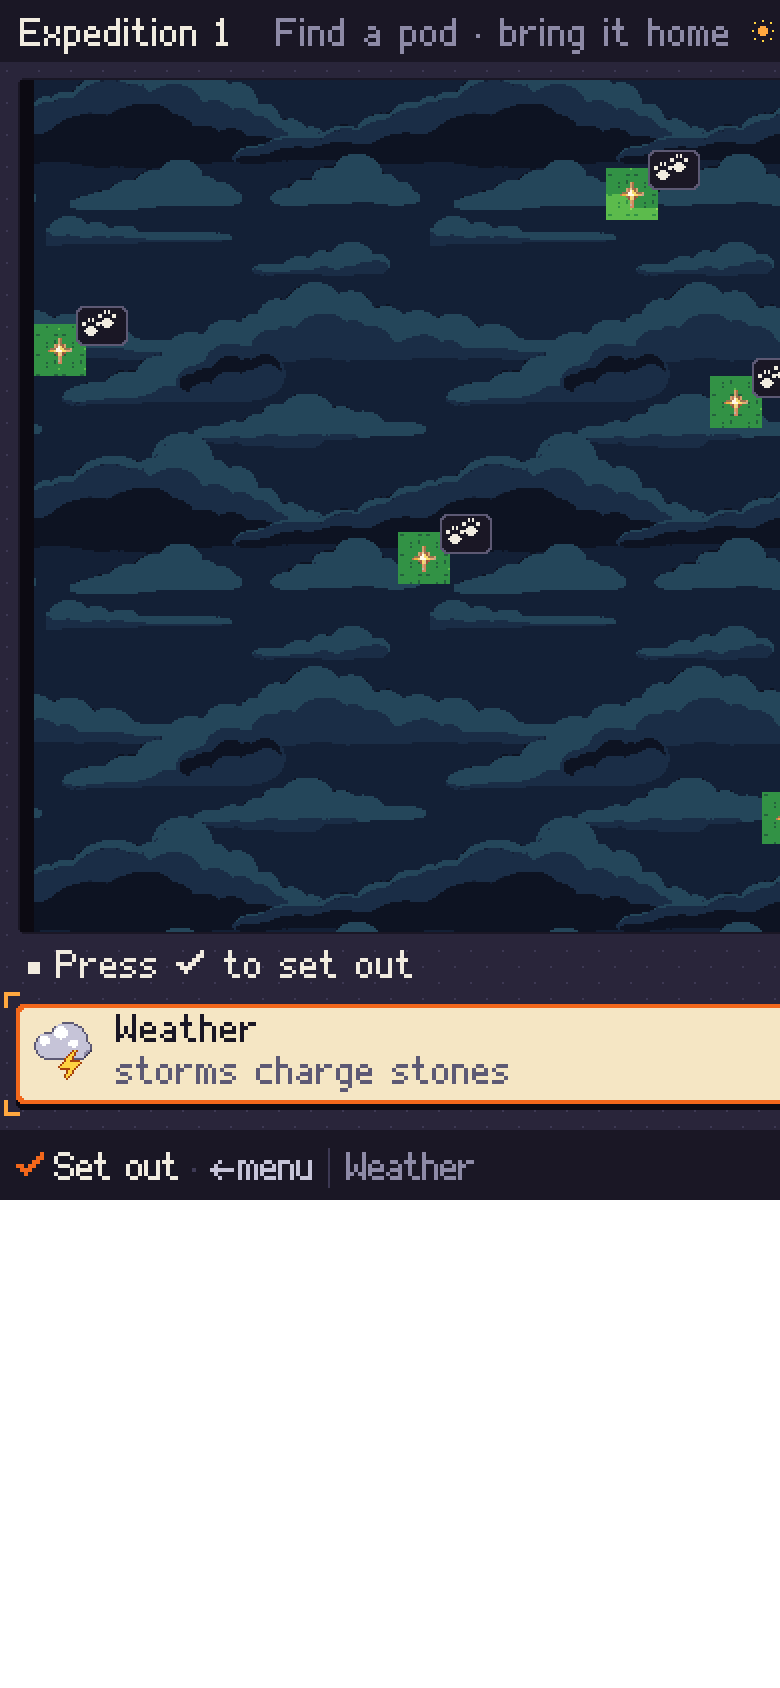 Expedition 1 Find a pod · bring it home
Press ✓ to set out
Weather
storms charge stones
✓ Set out · ←menu | Weather